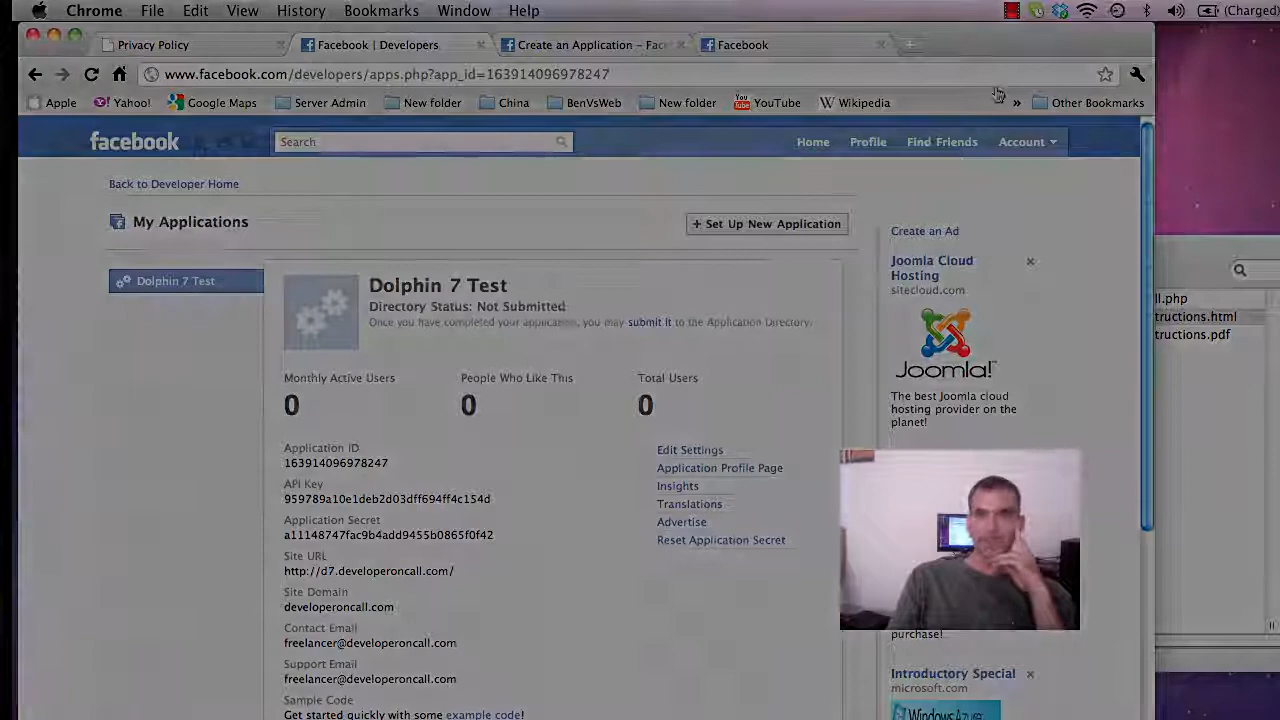 Chrome File Edit View History Bookmarks Window Help (Charged)
Privacy Policy
Facebook | Developers
Create an Application – Fac
Facebook
www.facebook.com/developers/apps.php?app_id=163914096978247
Apple Yahoo! Google Maps Server Admin New folder China BenVsWeb New folder YouTube Wikipedia » Other Bookmarks
facebook
Search
Home Profile Find Friends Account
Back to Developer Home
My Applications
+ Set Up New Application
Dolphin 7 Test
Dolphin 7 Test
Directory Status: Not Submitted
Once you have completed your application, you may submit it to the Application Directory.
Monthly Active Users
0
People Who Like This
0
Total Users
0
Application ID
163914096978247
API Key
959789a10e1deb2d03dff694ff4c154d
Application Secret
a11148747fac9b4add9455b0865f0f42
Site URL
http://d7.developeroncall.com/
Site Domain
developeroncall.com
Contact Email
freelancer@developeroncall.com
Support Email
freelancer@developeroncall.com
Sample Code
Get started quickly with some example code!
Edit Settings
Application Profile Page
Insights
Translations
Advertise
Reset Application Secret
Create an Ad
Joomla Cloud
Hosting
sitecloud.com
Joomla!
The best Joomla cloud
hosting provider on the
planet!
purchase!
Introductory Special
microsoft.com
Windows Azure
ll.php
tructions.html
tructions.pdf